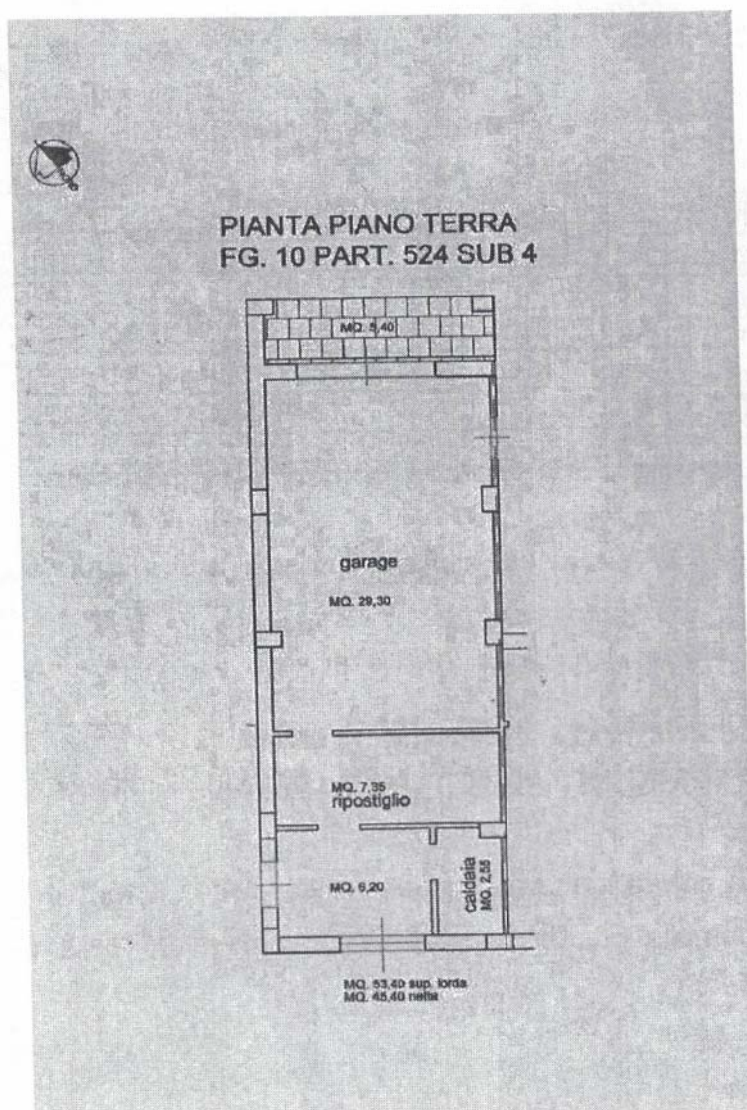 PIANTA PIANO TERRA
FG. 10 PART. 524 SUB 4
MQ. 5,40
garage
MQ. 29,30
MQ. 7,35
ripostiglio
MQ. 6,20
caldaia
MQ. 2,55
MQ. 53,40 sup. lorda
MQ. 45,40 netta